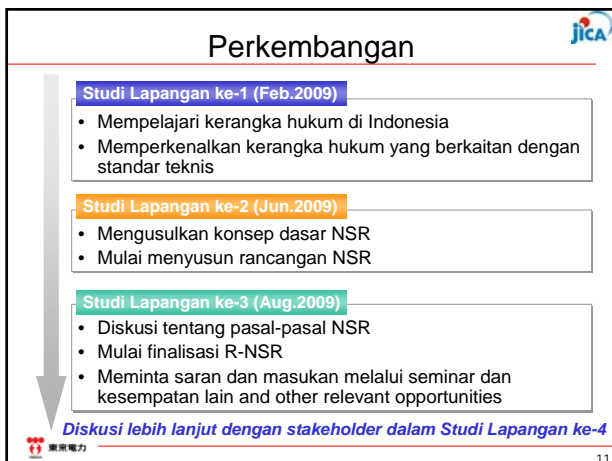 Perkembangan
jicA
Studi Lapangan ke-1 (Feb.2009)
• Mempelajari kerangka hukum di Indonesia
• Memperkenalkan kerangka hukum yang berkaitan dengan
standar teknis
Studi Lapangan ke-2 (Jun.2009)
• Mengusulkan konsep dasar NSR
• Mulai menyusun rancangan NSR
Studi Lapangan ke-3 (Aug.2009)
• Diskusi tentang pasal-pasal NSR
• Mulai finalisasi R-NSR
• Meminta saran dan masukan melalui seminar dan
kesempatan lain and other relevant opportunities
Diskusi lebih lanjut dengan stakeholder dalam Studi Lapangan ke-4
東京電力
11